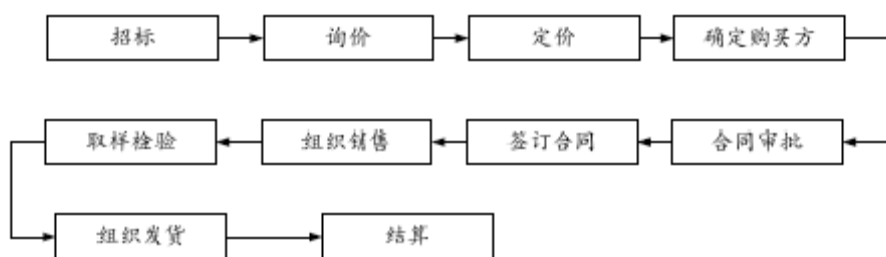 招标
询价
定价
确定购买方
取样检验
组织销售
签订合同
合同审批
组织发货
结算